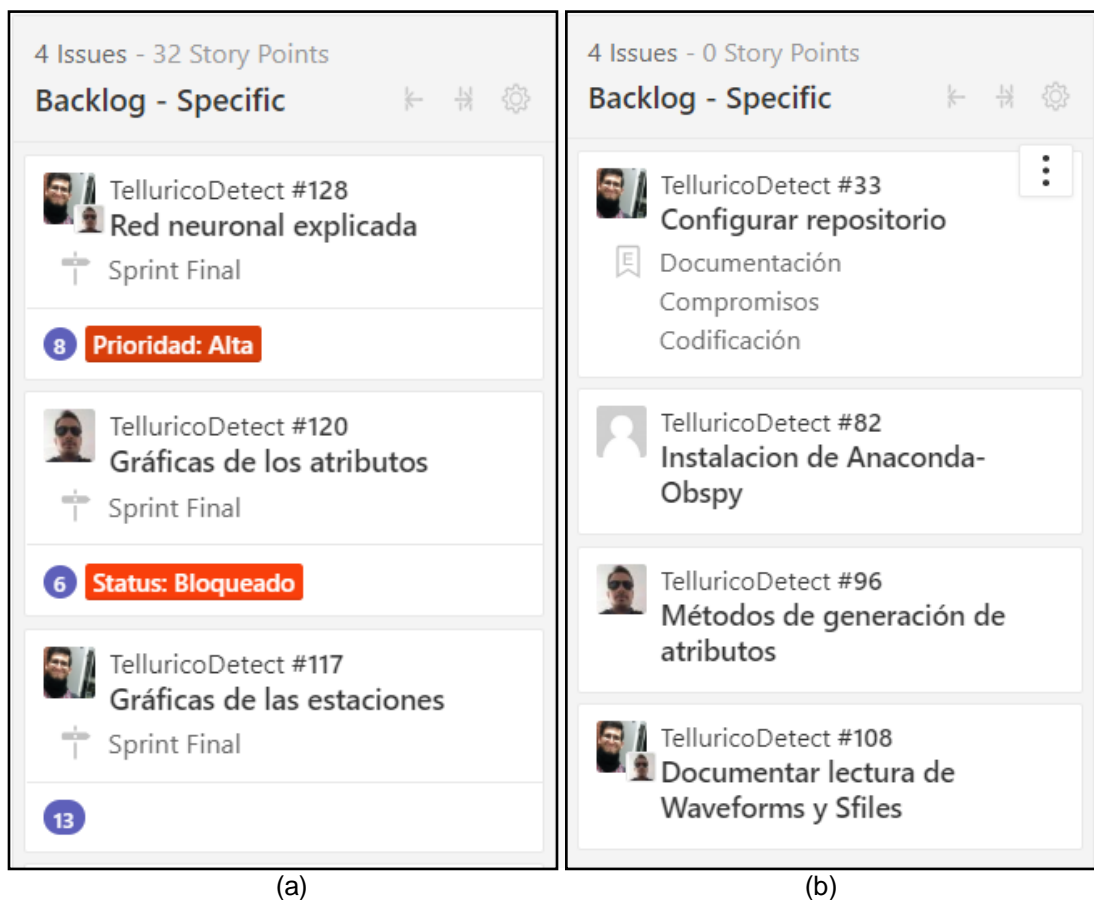 4 Issues - 32 Story Points
Backlog - Specific
TelluricoDetect #128
Red neuronal explicada
Sprint Final
8 Prioridad: Alta
TelluricoDetect #120
Gráficas de los atributos
Sprint Final
6 Status: Bloqueado
TelluricoDetect #117
Gráficas de las estaciones
Sprint Final
13
(a)
4 Issues - 0 Story Points
Backlog - Specific
TelluricoDetect #33
Configurar repositorio
E Documentación
Compromisos
Codificación
TelluricoDetect #82
Instalacion de Anaconda-
Obspy
TelluricoDetect #96
Métodos de generación de
atributos
TelluricoDetect #108
Documentar lectura de
Waveforms y Sfiles
(b)